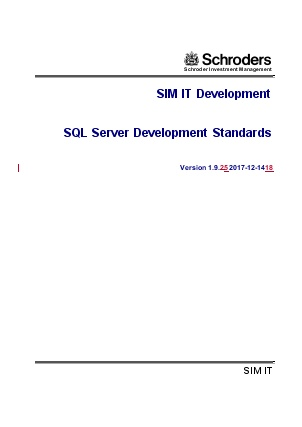 Schroders
Schroder Investment Management
SIM IT Development
SQL Server Development Standards
Version 1.9.25 2017-12-1418
SIM IT